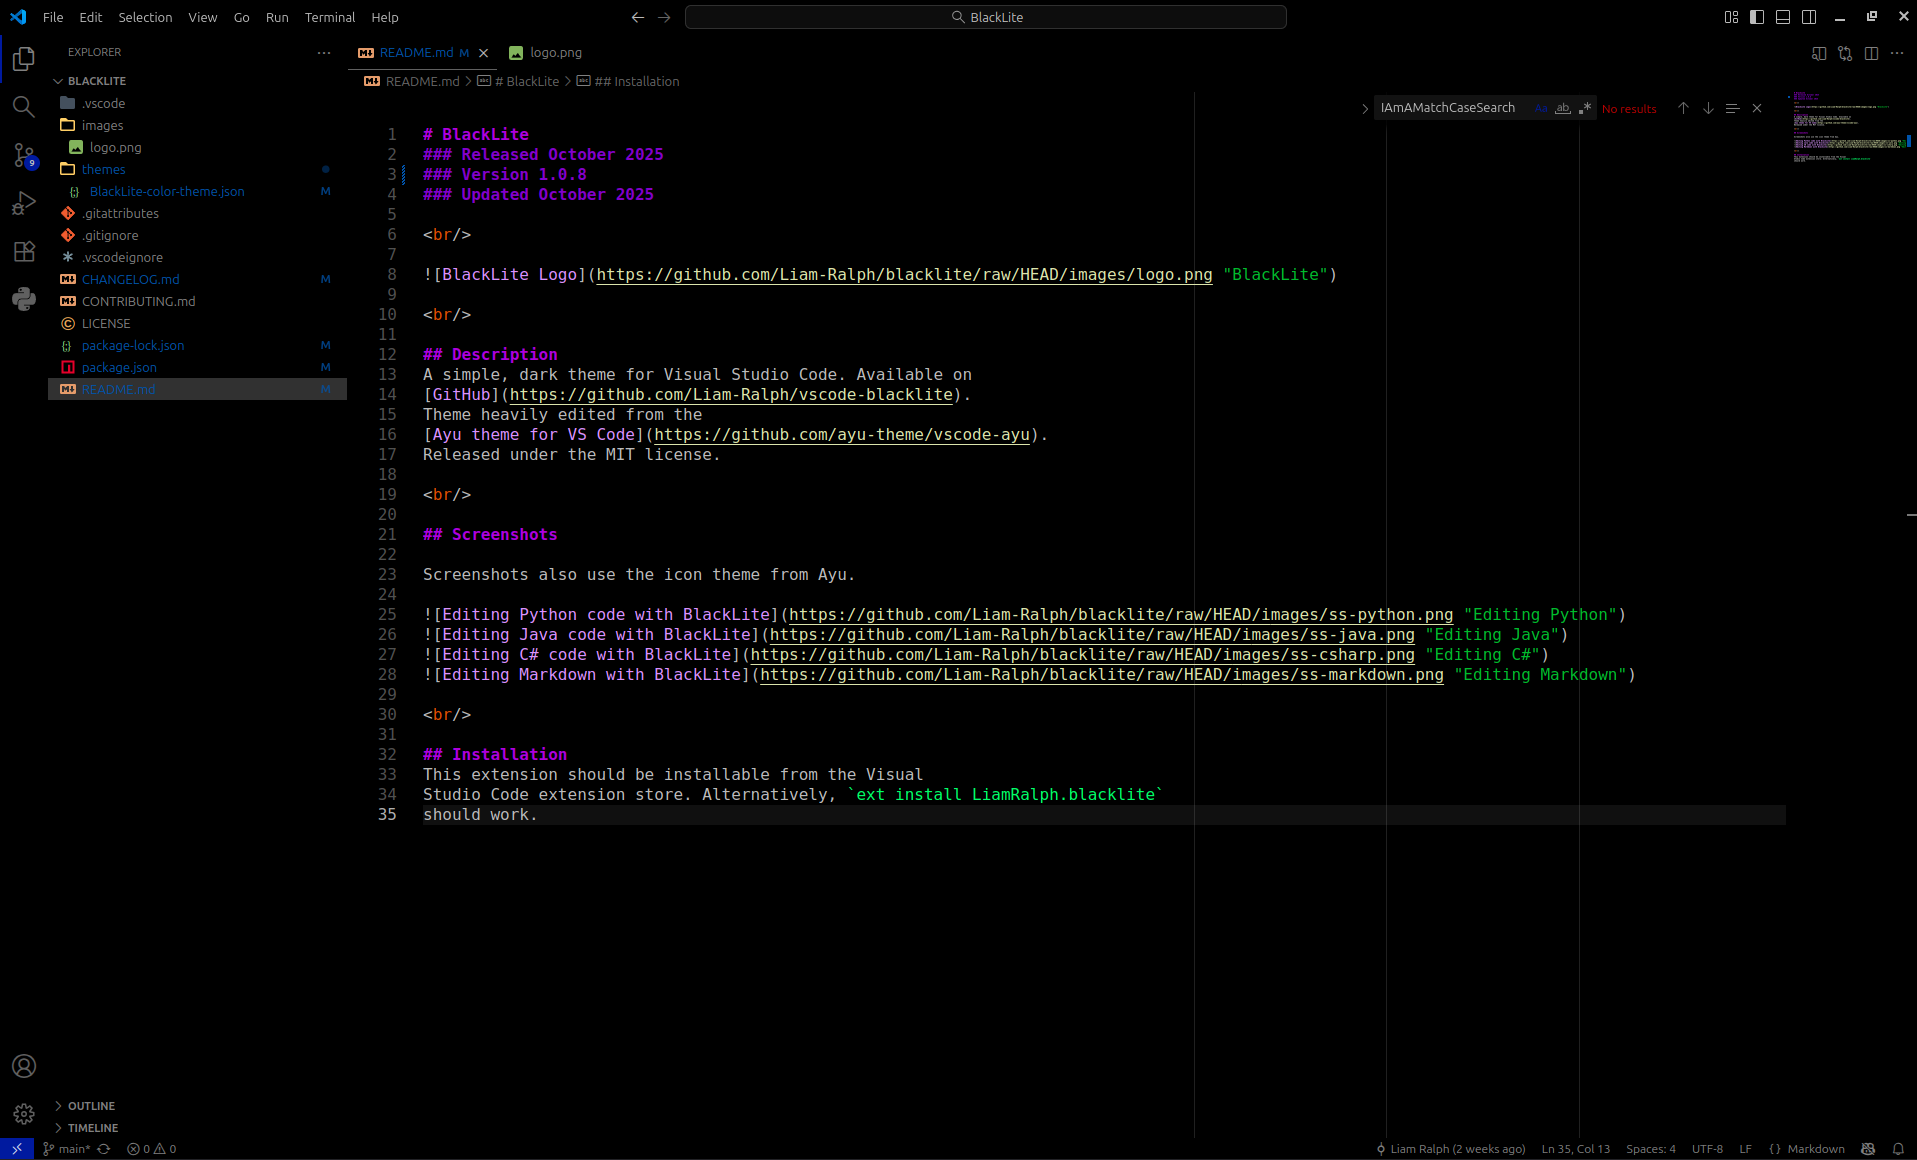 File Edit Selection View Go Run Terminal Help
BlackLite
EXPLORER
BLACKLITE
.vscode
images
logo.png
themes
BlackLite-color-theme.json M
.gitattributes
.gitignore
.vscodeignore
CHANGELOG.md M
CONTRIBUTING.md
LICENSE
package-lock.json M
package.json M
README.md M
9
OUTLINE
TIMELINE
README.md M
logo.png
README.md > # BlackLite > ## Installation
IAmAMatchCaseSearch Aa ab .* No results
1 # BlackLite
2 ### Released October 2025
3 ### Version 1.0.8
4 ### Updated October 2025
5
6 <br/>
7
8 ![BlackLite Logo](https://github.com/Liam-Ralph/blacklite/raw/HEAD/images/logo.png "BlackLite")
9
10 <br/>
11
12 ## Description
13 A simple, dark theme for Visual Studio Code. Available on
14 [GitHub](https://github.com/Liam-Ralph/vscode-blacklite).
15 Theme heavily edited from the
16 [Ayu theme for VS Code](https://github.com/ayu-theme/vscode-ayu).
17 Released under the MIT license.
18
19 <br/>
20
21 ## Screenshots
22
23 Screenshots also use the icon theme from Ayu.
24
25 ![Editing Python code with BlackLite](https://github.com/Liam-Ralph/blacklite/raw/HEAD/images/ss-python.png "Editing Python")
26 ![Editing Java code with BlackLite](https://github.com/Liam-Ralph/blacklite/raw/HEAD/images/ss-java.png "Editing Java")
27 ![Editing C# code with BlackLite](https://github.com/Liam-Ralph/blacklite/raw/HEAD/images/ss-csharp.png "Editing C#")
28 ![Editing Markdown with BlackLite](https://github.com/Liam-Ralph/blacklite/raw/HEAD/images/ss-markdown.png "Editing Markdown")
29
30 <br/>
31
32 ## Installation
33 This extension should be installable from the Visual
34 Studio Code extension store. Alternatively, `ext install LiamRalph.blacklite`
35 should work.
main* 0 0
Liam Ralph (2 weeks ago) Ln 35, Col 13 Spaces: 4 UTF-8 LF {} Markdown